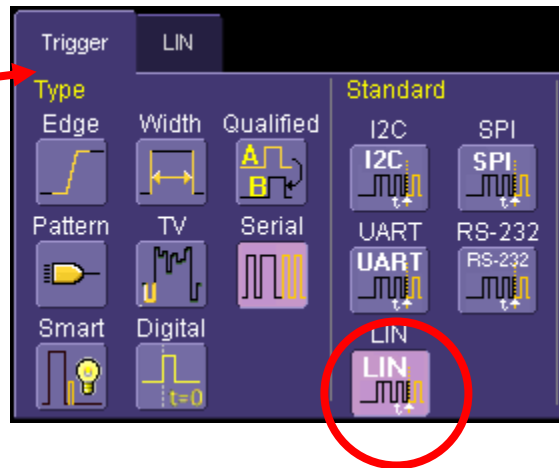 Trigger LIN
Type
Edge Width Qualified
A
B
Pattern TV Serial
Smart Digital
t=0
Standard
I2C SPI
I2C SPI
t
t
UART RS-232
UART RS-232
t
t
LIN
LIN
t